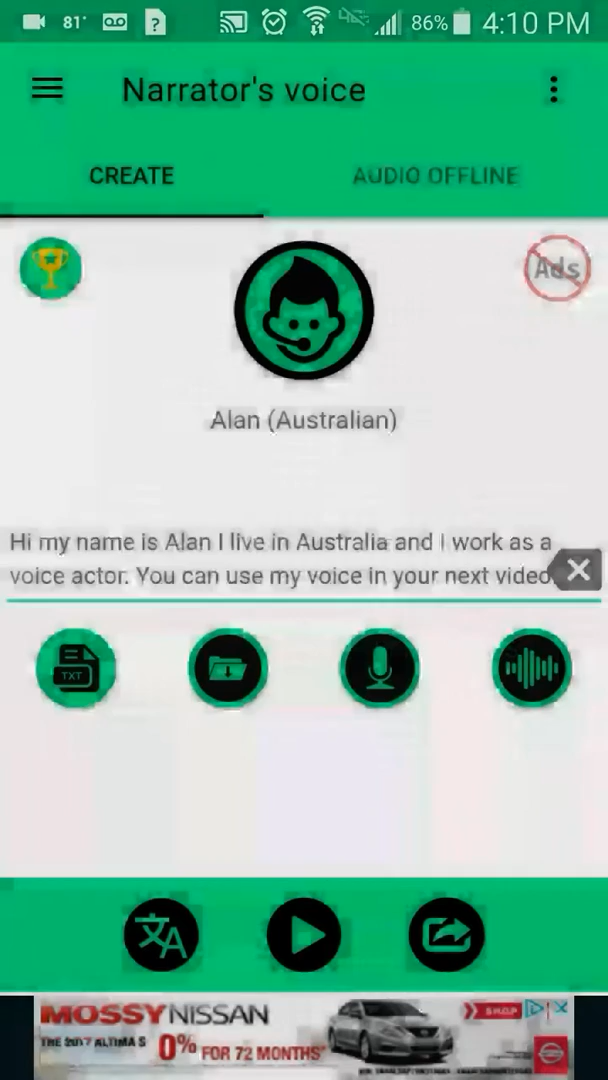 81° ? 86% 4:10 PM
Narrator's voice
CREATE AUDIO OFFLINE
Ads
Alan (Australian)
Hi my name is Alan I live in Australia and I work as a
voice actor. You can use my voice in your next video
TXT
文A
MOSSY NISSAN
SHOP
THE 2017 ALTIMA S 0% FOR 72 MONTHS*